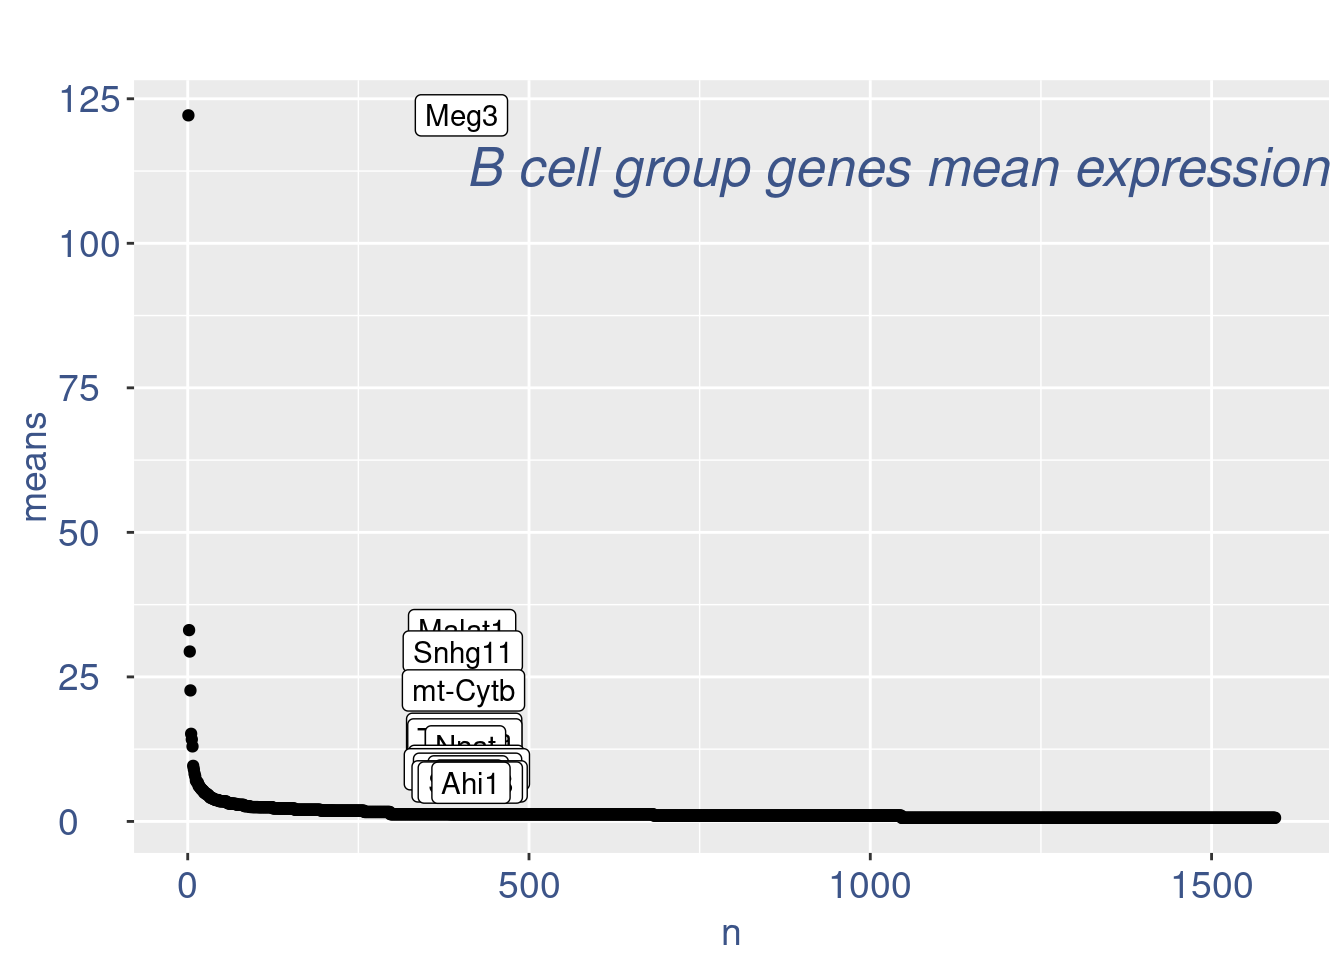 125
Meg3
B cell group genes mean expression
100
75
means
50
Malat1
Snhg11
25
mt-Cytb
Ahi1
0
0 500 1000 1500
n